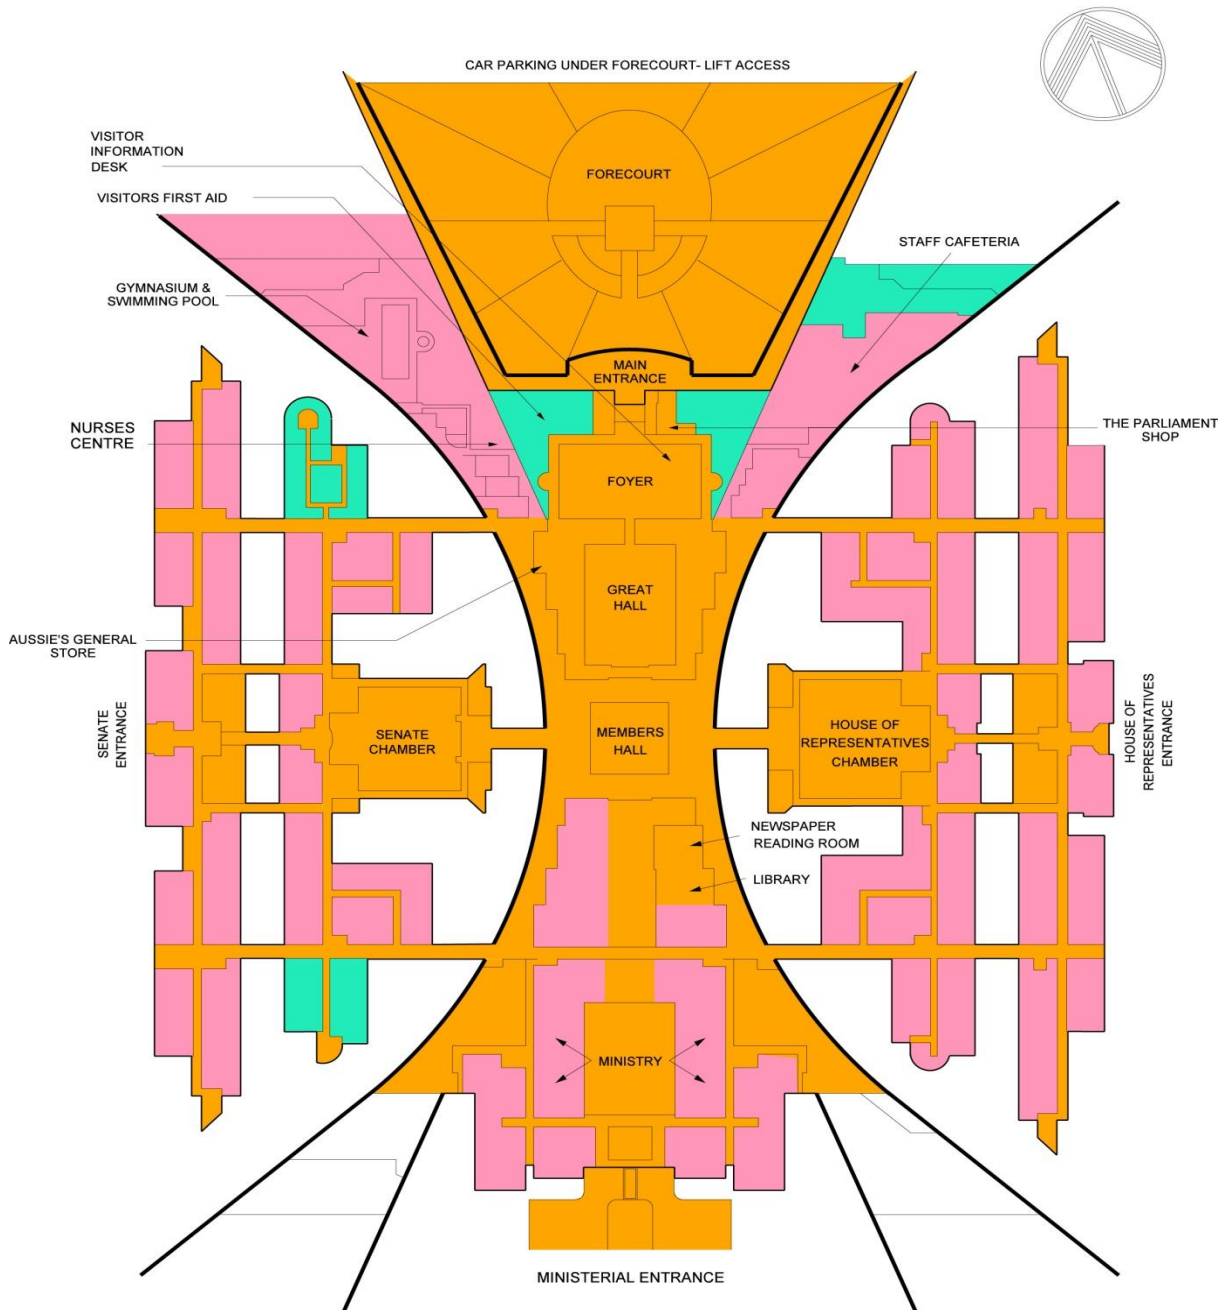 CAR PARKING UNDER FORECOURT- LIFT ACCESS
VISITOR
INFORMATION
DESK
FORECOURT
VISITORS FIRST AID
STAFF CAFETERIA
GYMNASIUM &
SWIMMING POOL
MAIN
ENTRANCE
NURSES
CENTRE
THE PARLIAMENT
SHOP
FOYER
GREAT
HALL
AUSSIE'S GENERAL
STORE
SENATE
ENTRANCE
SENATE
CHAMBER
MEMBERS
HALL
HOUSE OF
REPRESENTATIVES
CHAMBER
HOUSE OF
REPRESENTATIVES
ENTRANCE
NEWSPAPER
READING ROOM
LIBRARY
MINISTRY
MINISTERIAL ENTRANCE